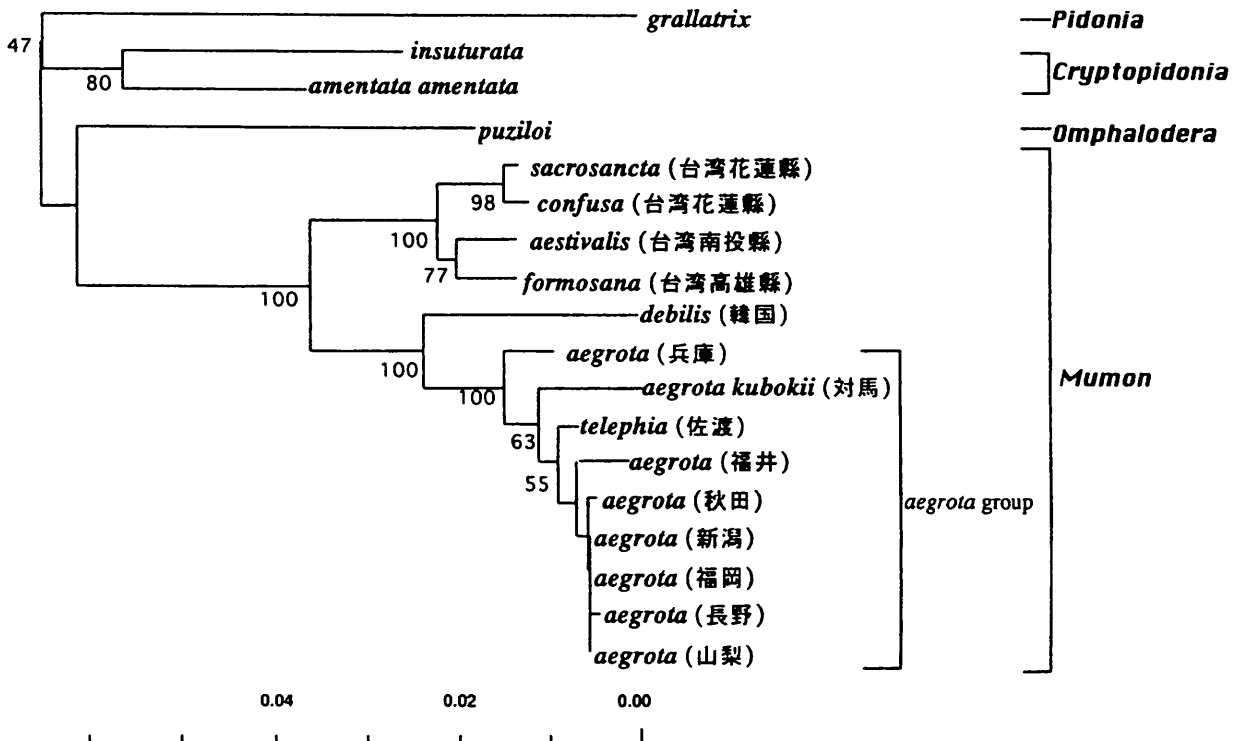 grallatrix Pidonia
47
insuturata
Cryptopidonia
80
amentata amentata
puziloi Omphalodera
sacrosancta (台湾花蓮縣)
98
confusa (台湾花蓮縣)
100
aestivalis (台湾南投縣)
77
formosana (台湾高雄縣)
100
debilis (韓国)
aegrota (兵庫)
100
Mumon
aegrota kubokii (対馬)
100
telephia (佐渡)
63
aegrota (福井)
55
aegrota (秋田)
aegrota group
aegrota (新潟)
aegrota (福岡)
aegrota (長野)
aegrota (山梨)
0.04 0.02 0.00